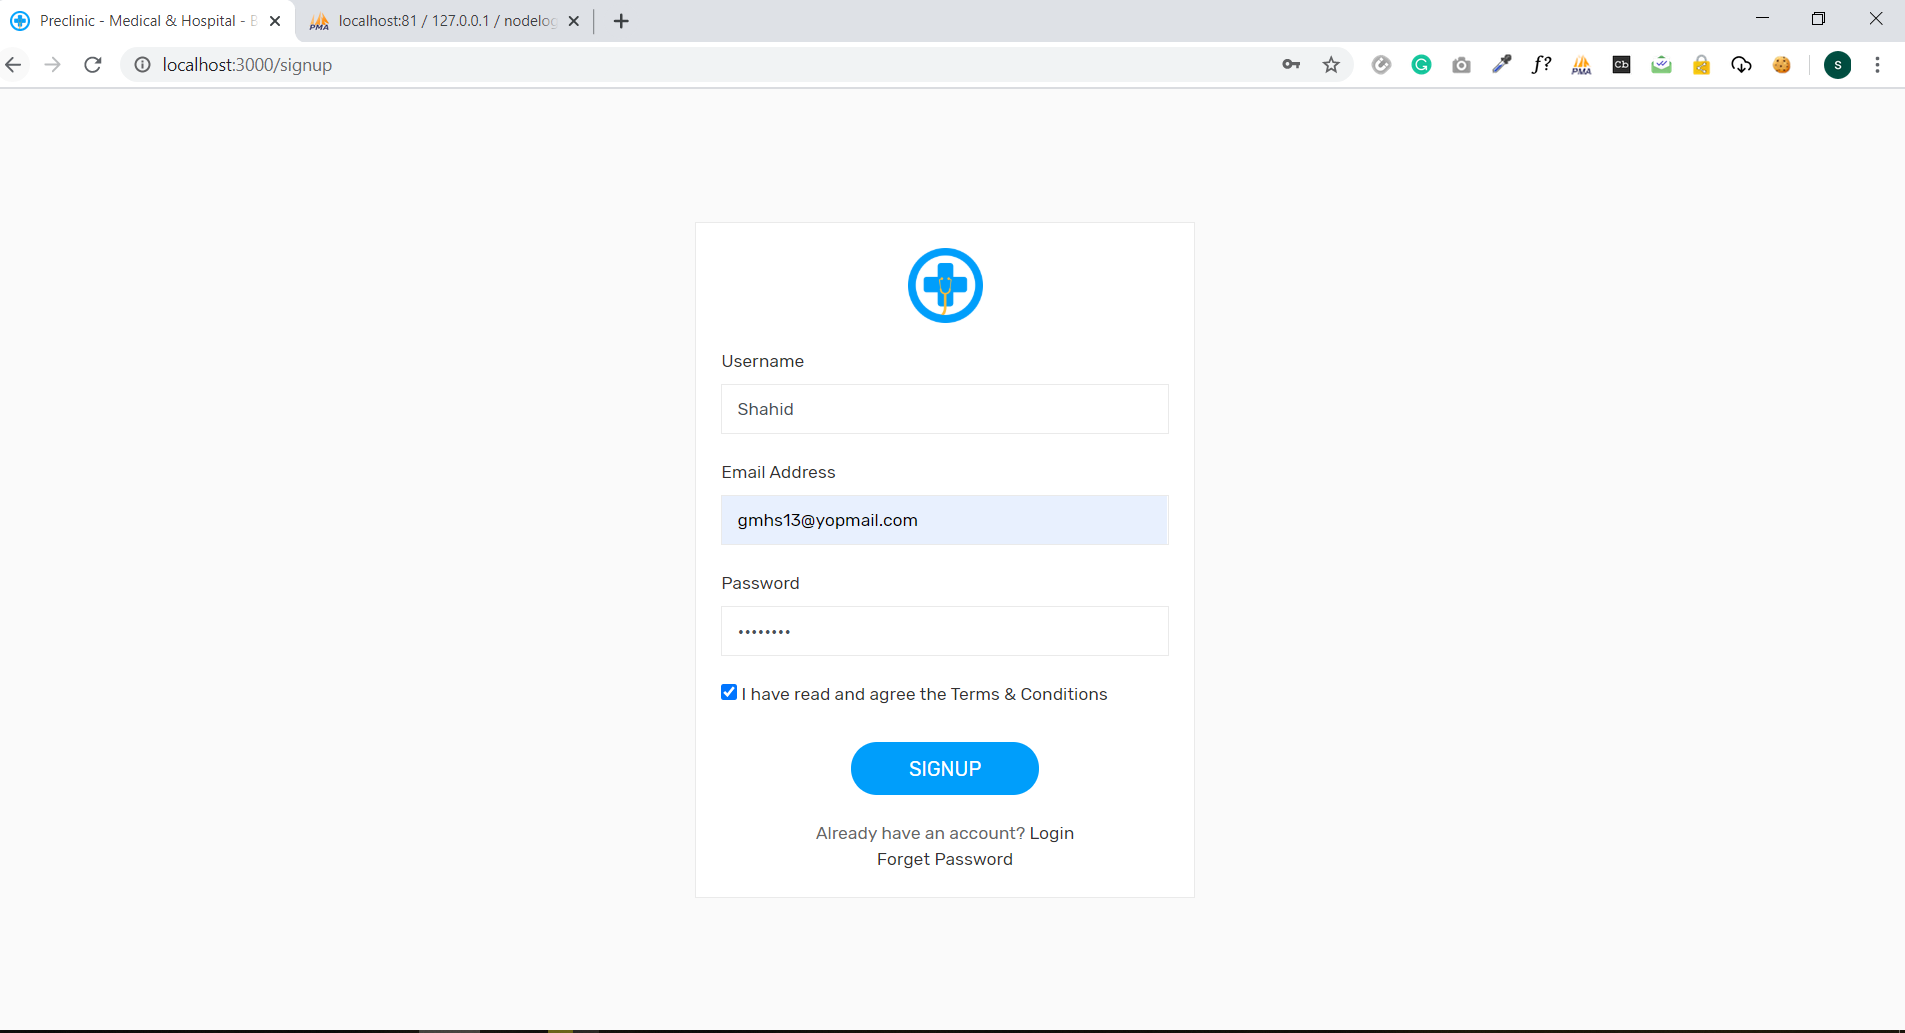 Preclinic - Medical & Hospital - B
localhost:81 / 127.0.0.1 / nodelog
localhost:3000/signup
f?
PMA
Cb
S
Username
Shahid
Email Address
gmhs13@yopmail.com
Password
••••••••
I have read and agree the Terms & Conditions
SIGNUP
Already have an account? Login
Forget Password